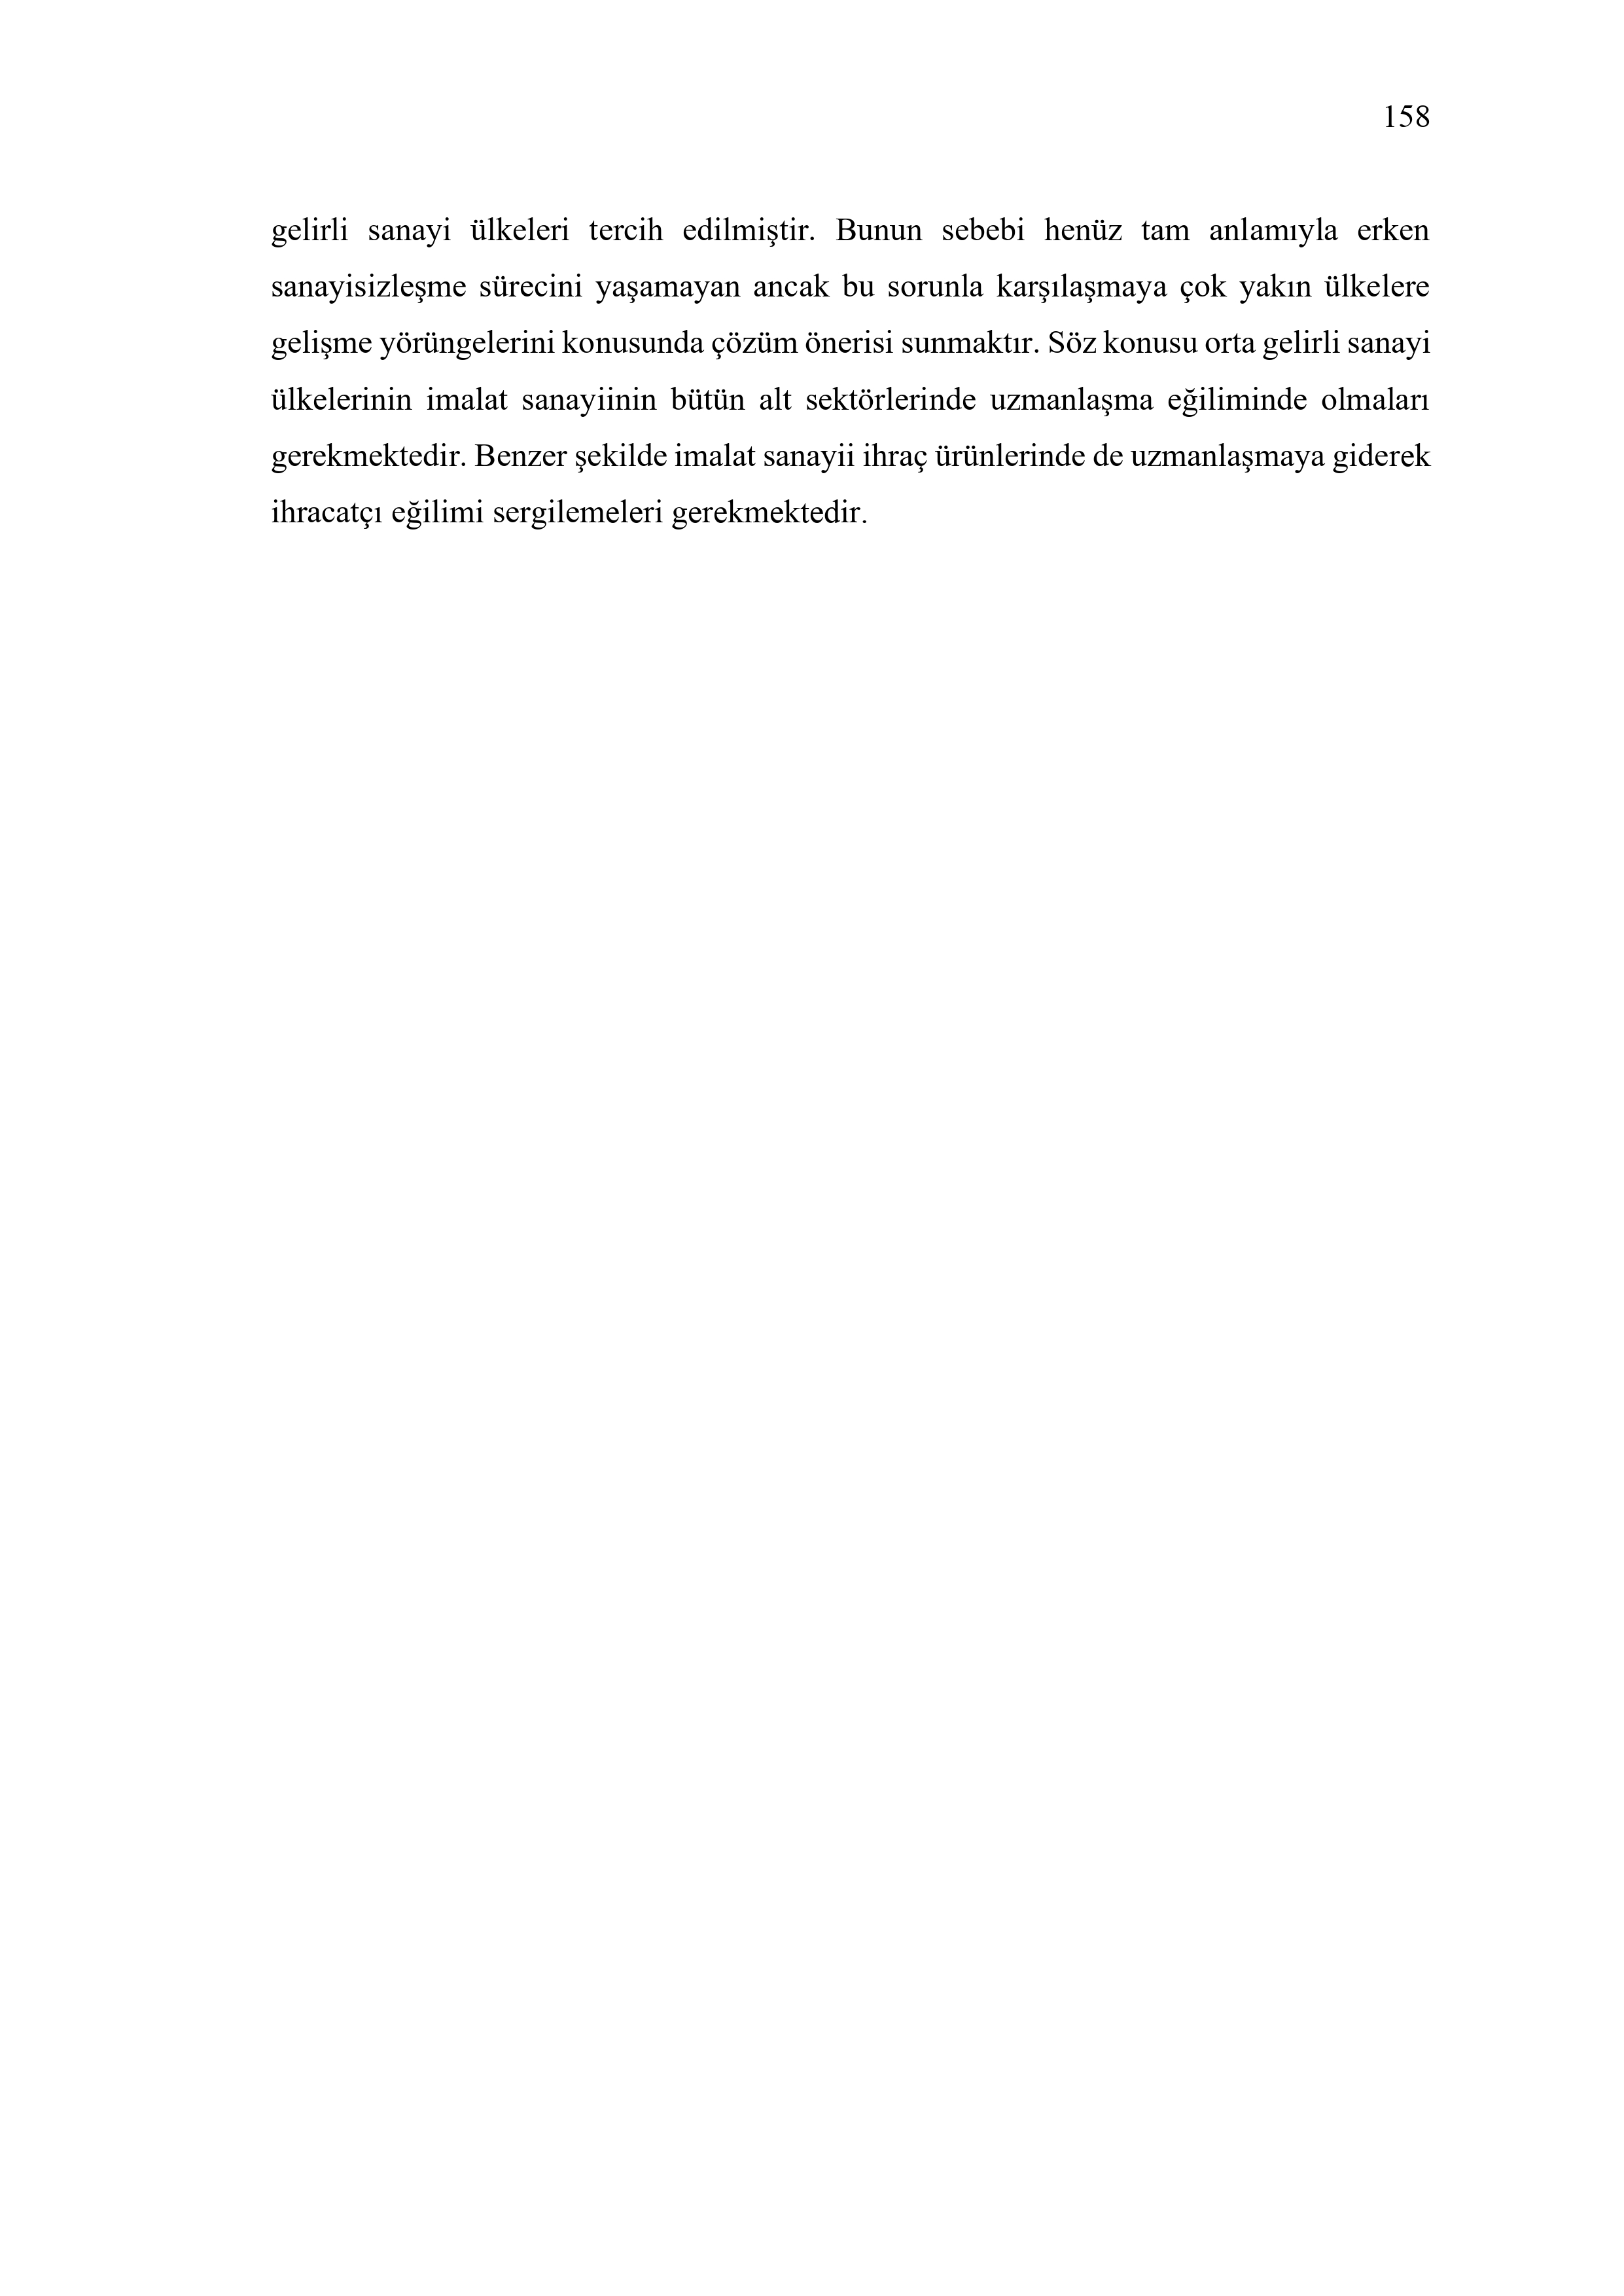 158
gelirli sanayi ülkeleri tercih edilmiştir. Bunun sebebi henüz tam anlamıyla erken
sanayisizleşme sürecini yaşamayan ancak bu sorunla karşılaşmaya çok yakın ülkelere
gelişme yörüngelerini konusunda çözüm önerisi sunmaktır. Söz konusu orta gelirli sanayi
ülkelerinin imalat sanayiinin bütün alt sektörlerinde uzmanlaşma eğiliminde olmaları
gerekmektedir. Benzer şekilde imalat sanayii ihraç ürünlerinde de uzmanlaşmaya giderek
ihracatçı eğilimi sergilemeleri gerekmektedir.